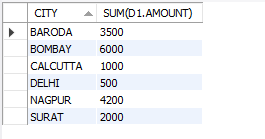 CITY SUM(D1.AMOUNT)
BARODA 3500
BOMBAY 6000
CALCUTTA 1000
DELHI 500
NAGPUR 4200
SURAT 2000